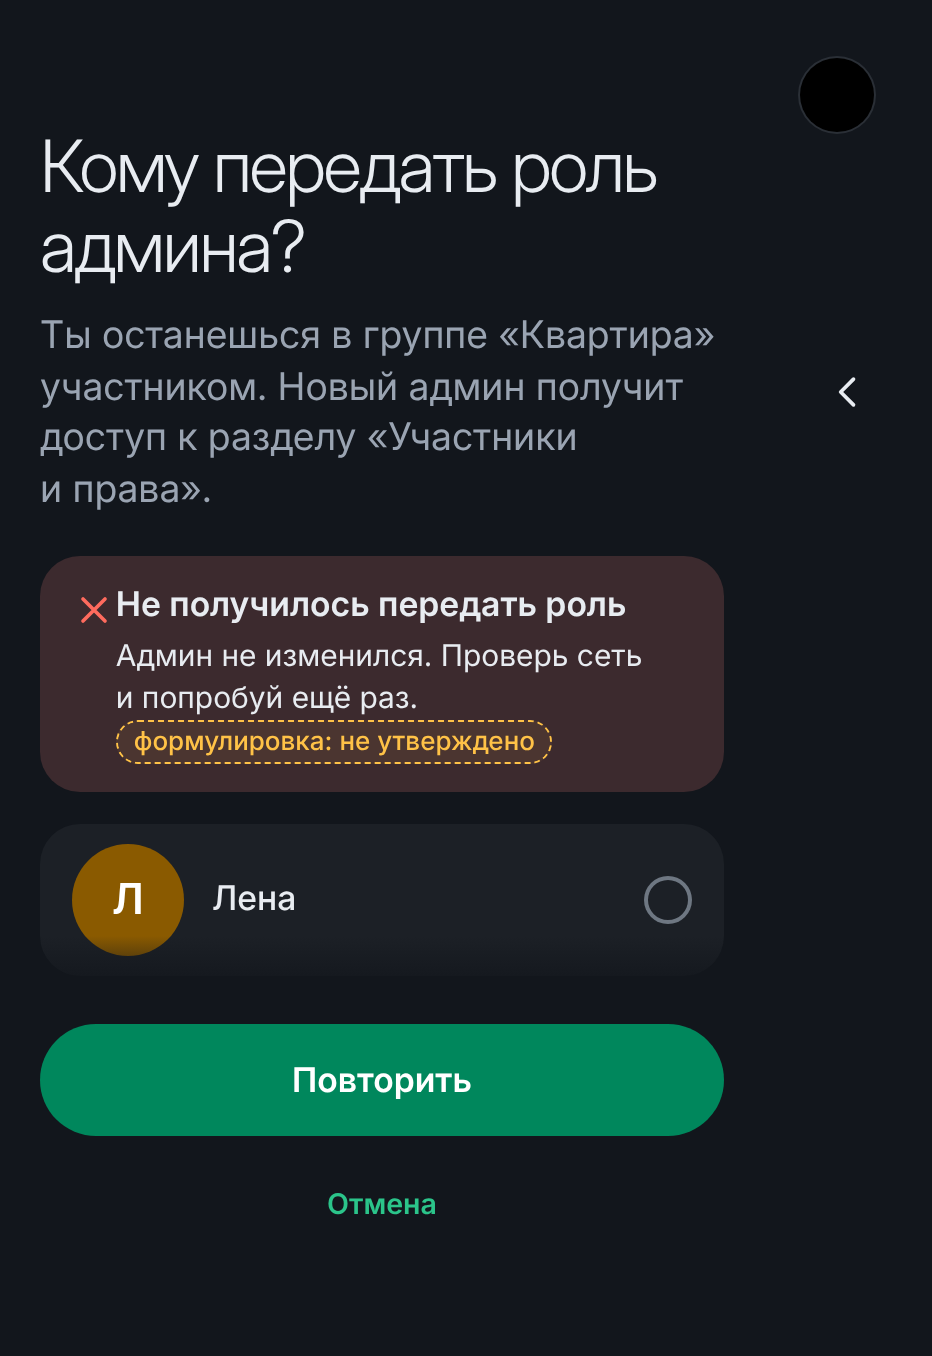 Кому передать роль
админа?
Ты останешься в группе «Квартира»
участником. Новый админ получит
доступ к разделу «Участники
и права».
Не получилось передать роль
Админ не изменился. Проверь сеть
и попробуй ещё раз.
формулировка: не утверждено
Л
Лена
Повторить
Отмена